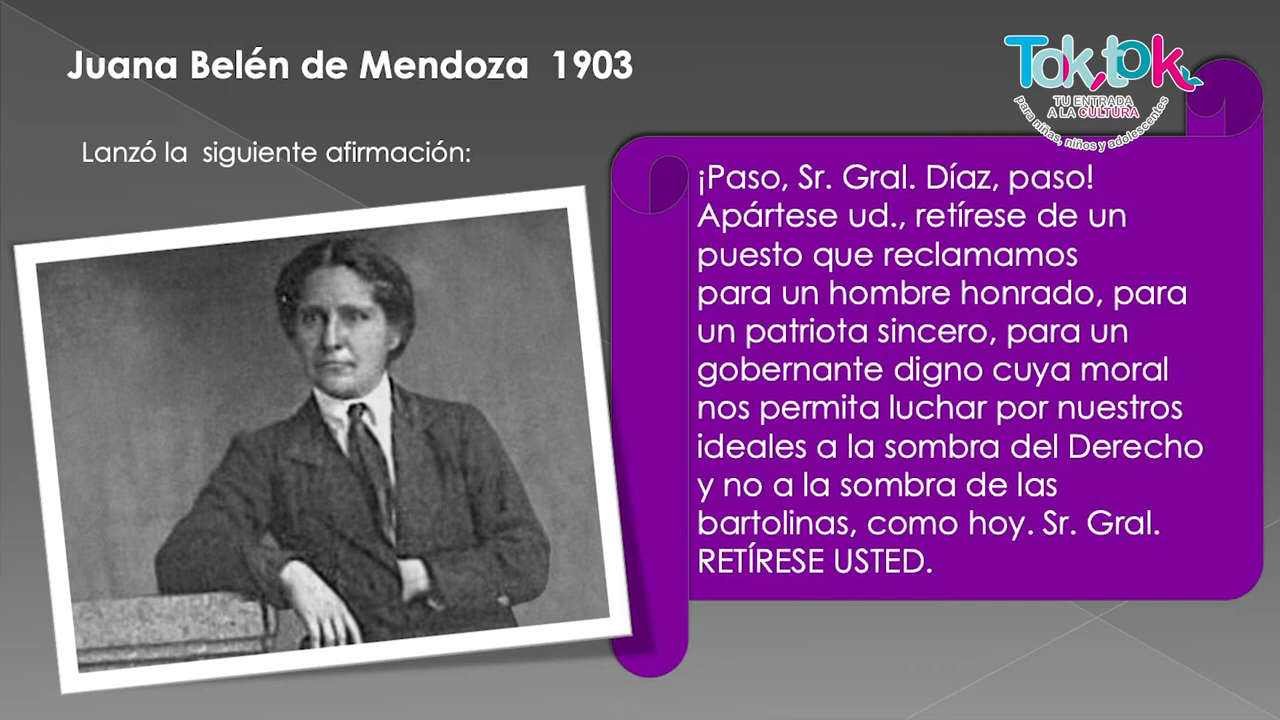 Juana Belén de Mendoza  1903
Tok,tok
TU ENTRADA
A LA CULTURA
para niñas, niños y adolescentes
Lanzó la  siguiente afirmación:
¡Paso, Sr. Gral. Díaz, paso!
Apártese ud., retírese de un
puesto que reclamamos
para un hombre honrado, para
un patriota sincero, para un
gobernante digno cuya moral
nos permita luchar por nuestros
ideales a la sombra del Derecho
y no a la sombra de las
bartolinas, como hoy. Sr. Gral.
RETÍRESE USTED.